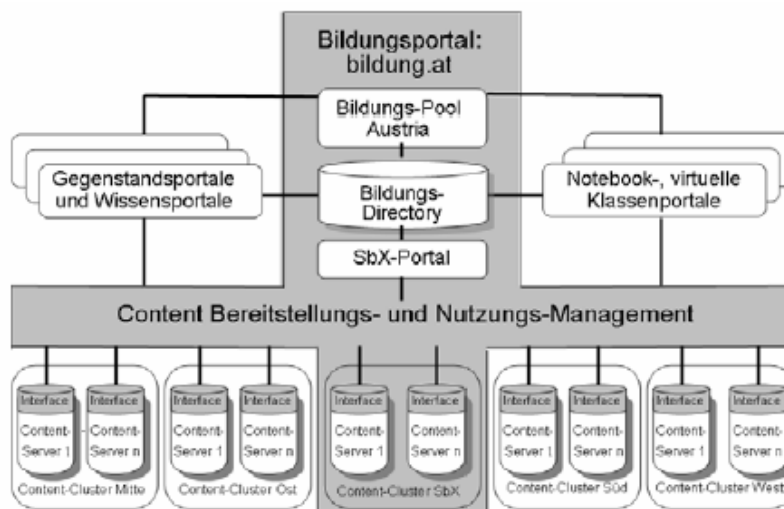 Bildungsportal:
bildung.at
Bildungs-Pool
Austria
Gegenstandsportale
und Wissensportale
Bildungs-
Directory
Notebook-, virtuelle
Klassenportale
SbX-Portal
Content Bereitstellungs- und Nutzungs-Management
Interface
Content-
Server 1
Interface
Content-
Server n
Content-Cluster Mitte
Interface
Content-
Server 1
Interface
Content-
Server n
Content-Cluster Ost
Interface
Content-
Server 1
Interface
Content-
Server n
Content-Cluster SbX
Interface
Content-
Server 1
Interface
Content-
Server n
Content-Cluster Süd
Interface
Content-
Server 1
Interface
Content-
Server n
Content-Cluster West